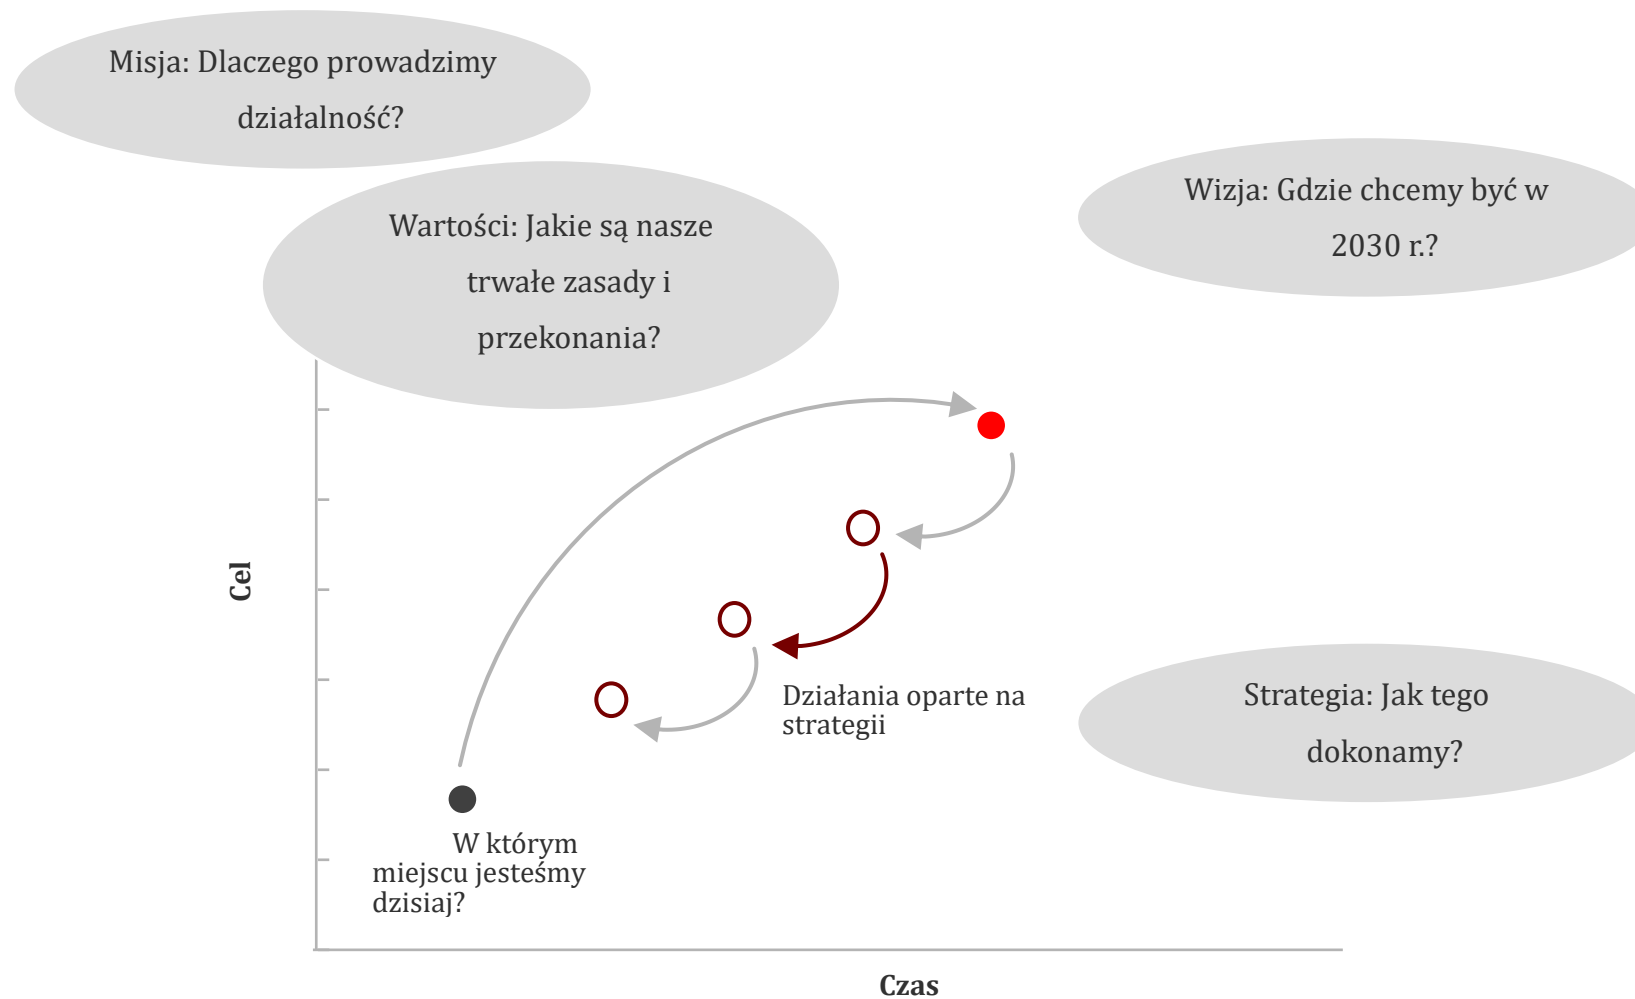 Misja: Dlaczego prowadzimy
działalność?
Wartości: Jakie są nasze
trwałe zasady i
przekonania?
Wizja: Gdzie chcemy być w
2030 r.?
Cel
Działania oparte na
strategii
Strategia: Jak tego
dokonamy?
W którym
miejscu jesteśmy
dzisiaj?
Czas